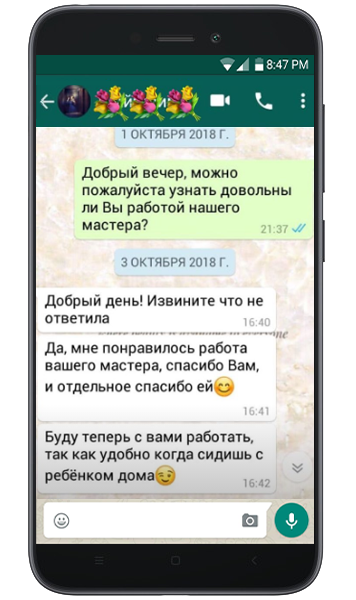 8:47 PM
1 ОКТЯБРЯ 2018 Г.
Добрый вечер, можно
пожалуйста узнать довольны
ли Вы работой нашего
мастера?
21:37
3 ОКТЯБРЯ 2018 Г.
Добрый день! Извините что не
ответила
16:40
Да, мне понравилось работа
вашего мастера, спасибо Вам,
и отдельное спасибо ей😊
16:41
Буду теперь с вами работать,
так как удобно когда сидишь с
ребёнком дома😉
16:42